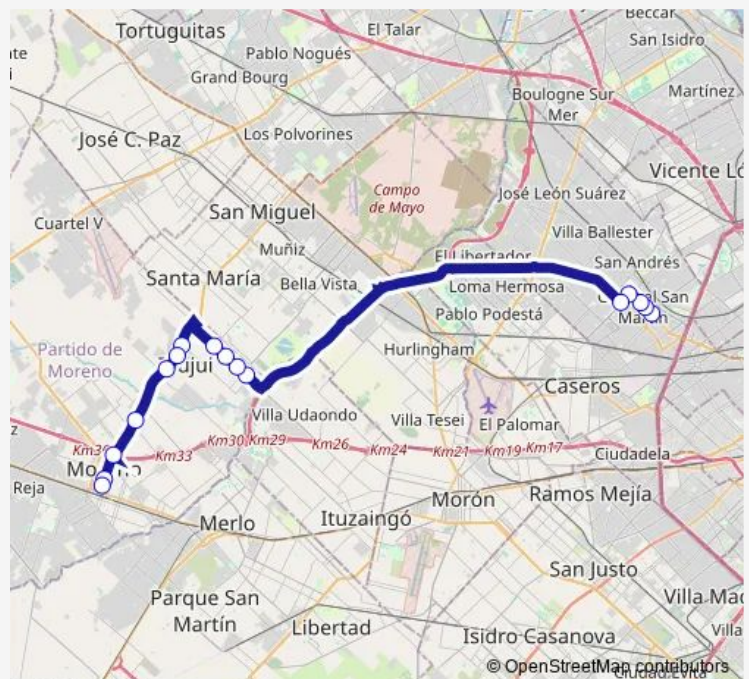 Beccar
El Talar
Tortuguitas
San Isidro
Pablo Nogués
Grand Bourg
Martínez
Boulogne Sur
Mer
José C. Paz
Los Polvorines
Vicente Ló
Campo
de Mayo
José León Suárez
San Miguel
Cuartel V
Villa Ballester
Muñiz
El Libertador
San Andrés
Santa María
Bella Vista
Loma Hermosa
Pablo Podestá
Partido de
Moreno
Hurlingham
Caseros
Villa Udaondo
Villa Tesei
El Palomar
Km30
Km29
Km26
Km24
Km21
Km19
Km17
Km33
Ciudadela
Reja
Morón
Ramos Mejía
Merlo
Ituzaingó
San Justo
Parque San
Martín
Villa Mad
Libertad
Isidro Casanova
Villa
© OpenStreetMap contributors